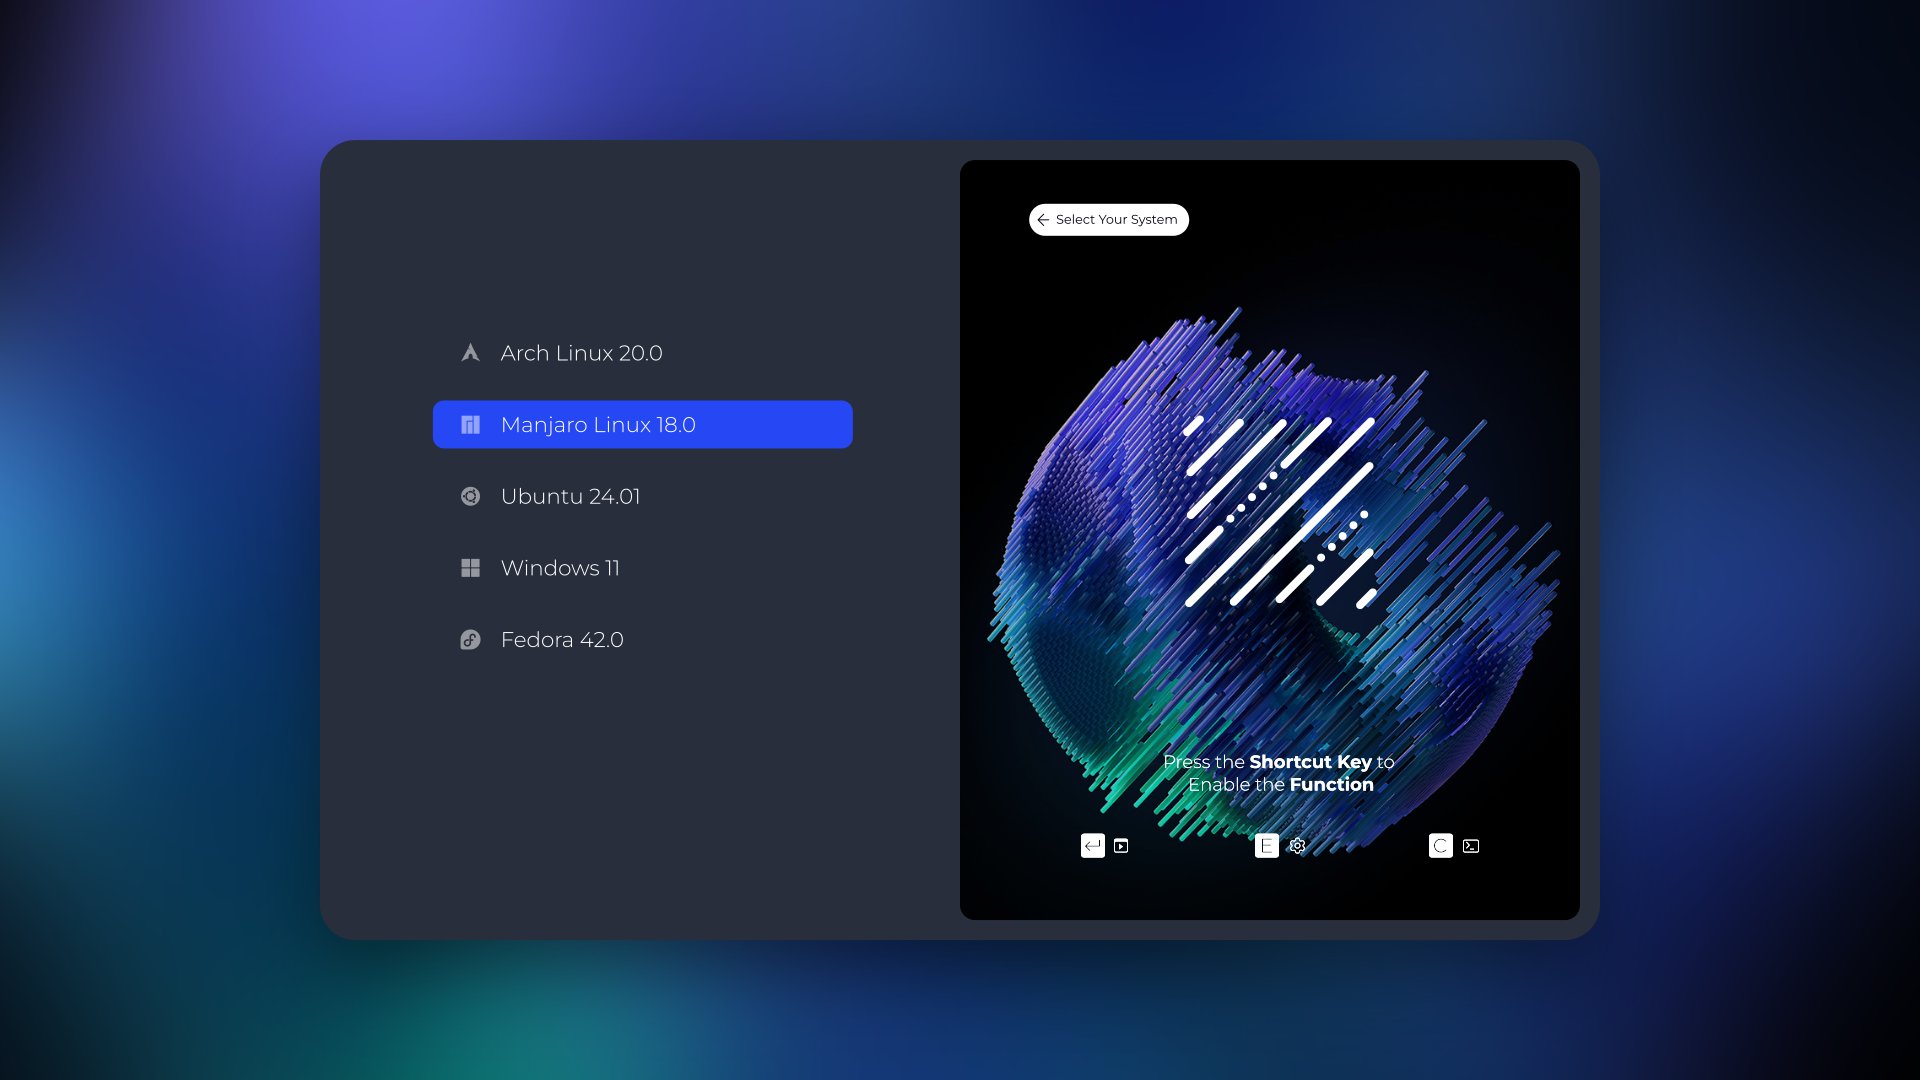 Arch Linux 20.0
Manjaro Linux 18.0
Ubuntu 24.01
Windows 11
Fedora 42.0
Select Your System
Press the Shortcut Key to
Enable the Function
E
C